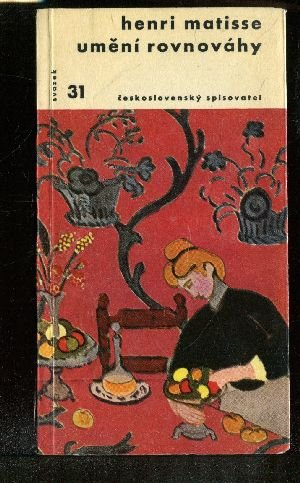 henri matisse
umění rovnováhy
svazek
31
československý spisovatel